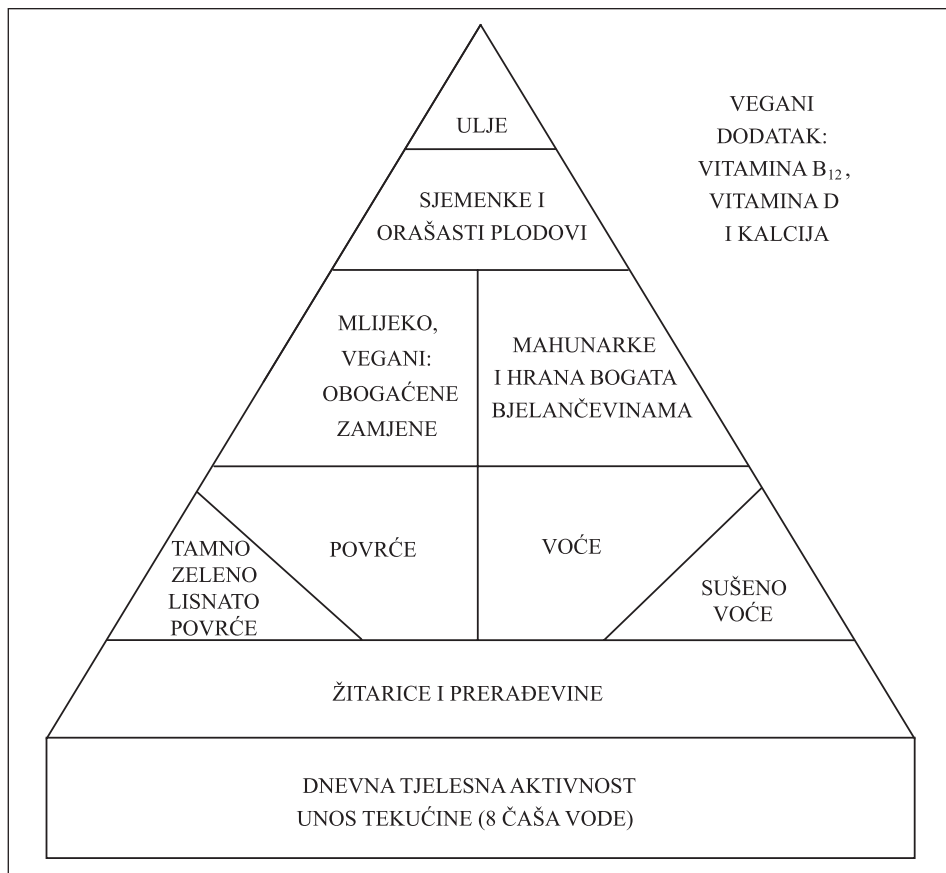 ULJE
VEGANI
DODATAK:
VITAMINA B₁₂,
VITAMINA D
I KALCIJA
SJEMENKE I
ORAŠASTI PLODOVI
MLIJEKO,
VEGANI:
OBOGAĆENE
ZAMJENE
MAHUNARKE
I HRANA BOGATA
BJELANČEVINAMA
TAMNO
ZELENO
LISNATO
POVRĆE
POVRĆE
VOĆE
SUŠENO
VOĆE
ŽITARICE I PRERAĐEVINE
DNEVNA TJELESNA AKTIVNOST
UNOS TEKUĆINE (8 ČAŠA VODE)